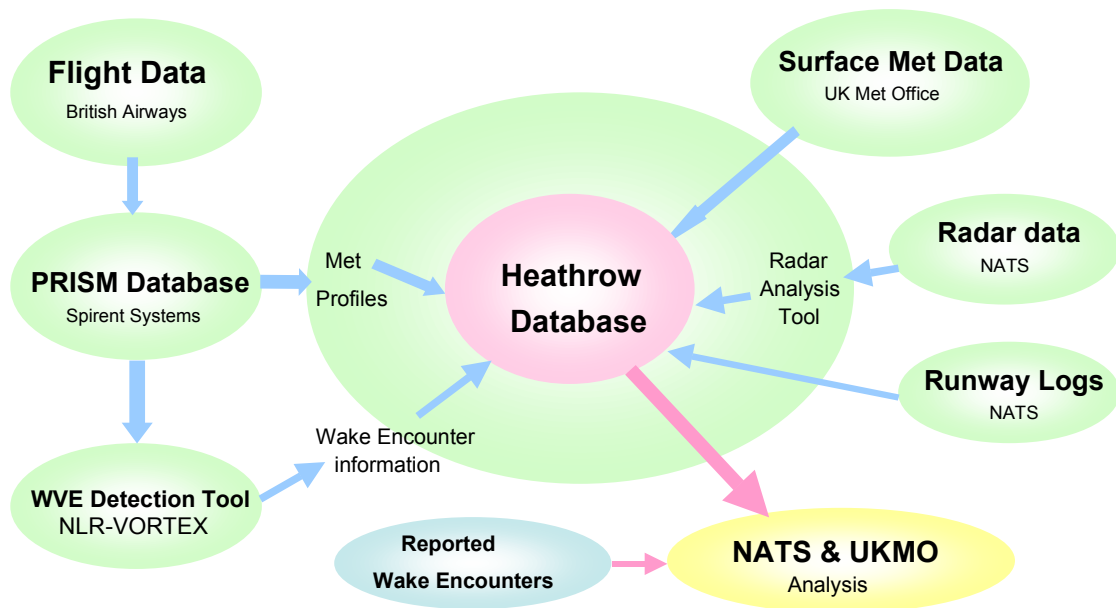 Flight Data
British Airways
Surface Met Data
UK Met Office
PRISM Database
Spirent Systems
Met
Profiles
Heathrow
Database
Radar
Analysis
Tool
Radar data
NATS
Runway Logs
NATS
Wake Encounter
information
WVE Detection Tool
NLR-VORTEX
Reported
Wake Encounters
NATS & UKMO
Analysis